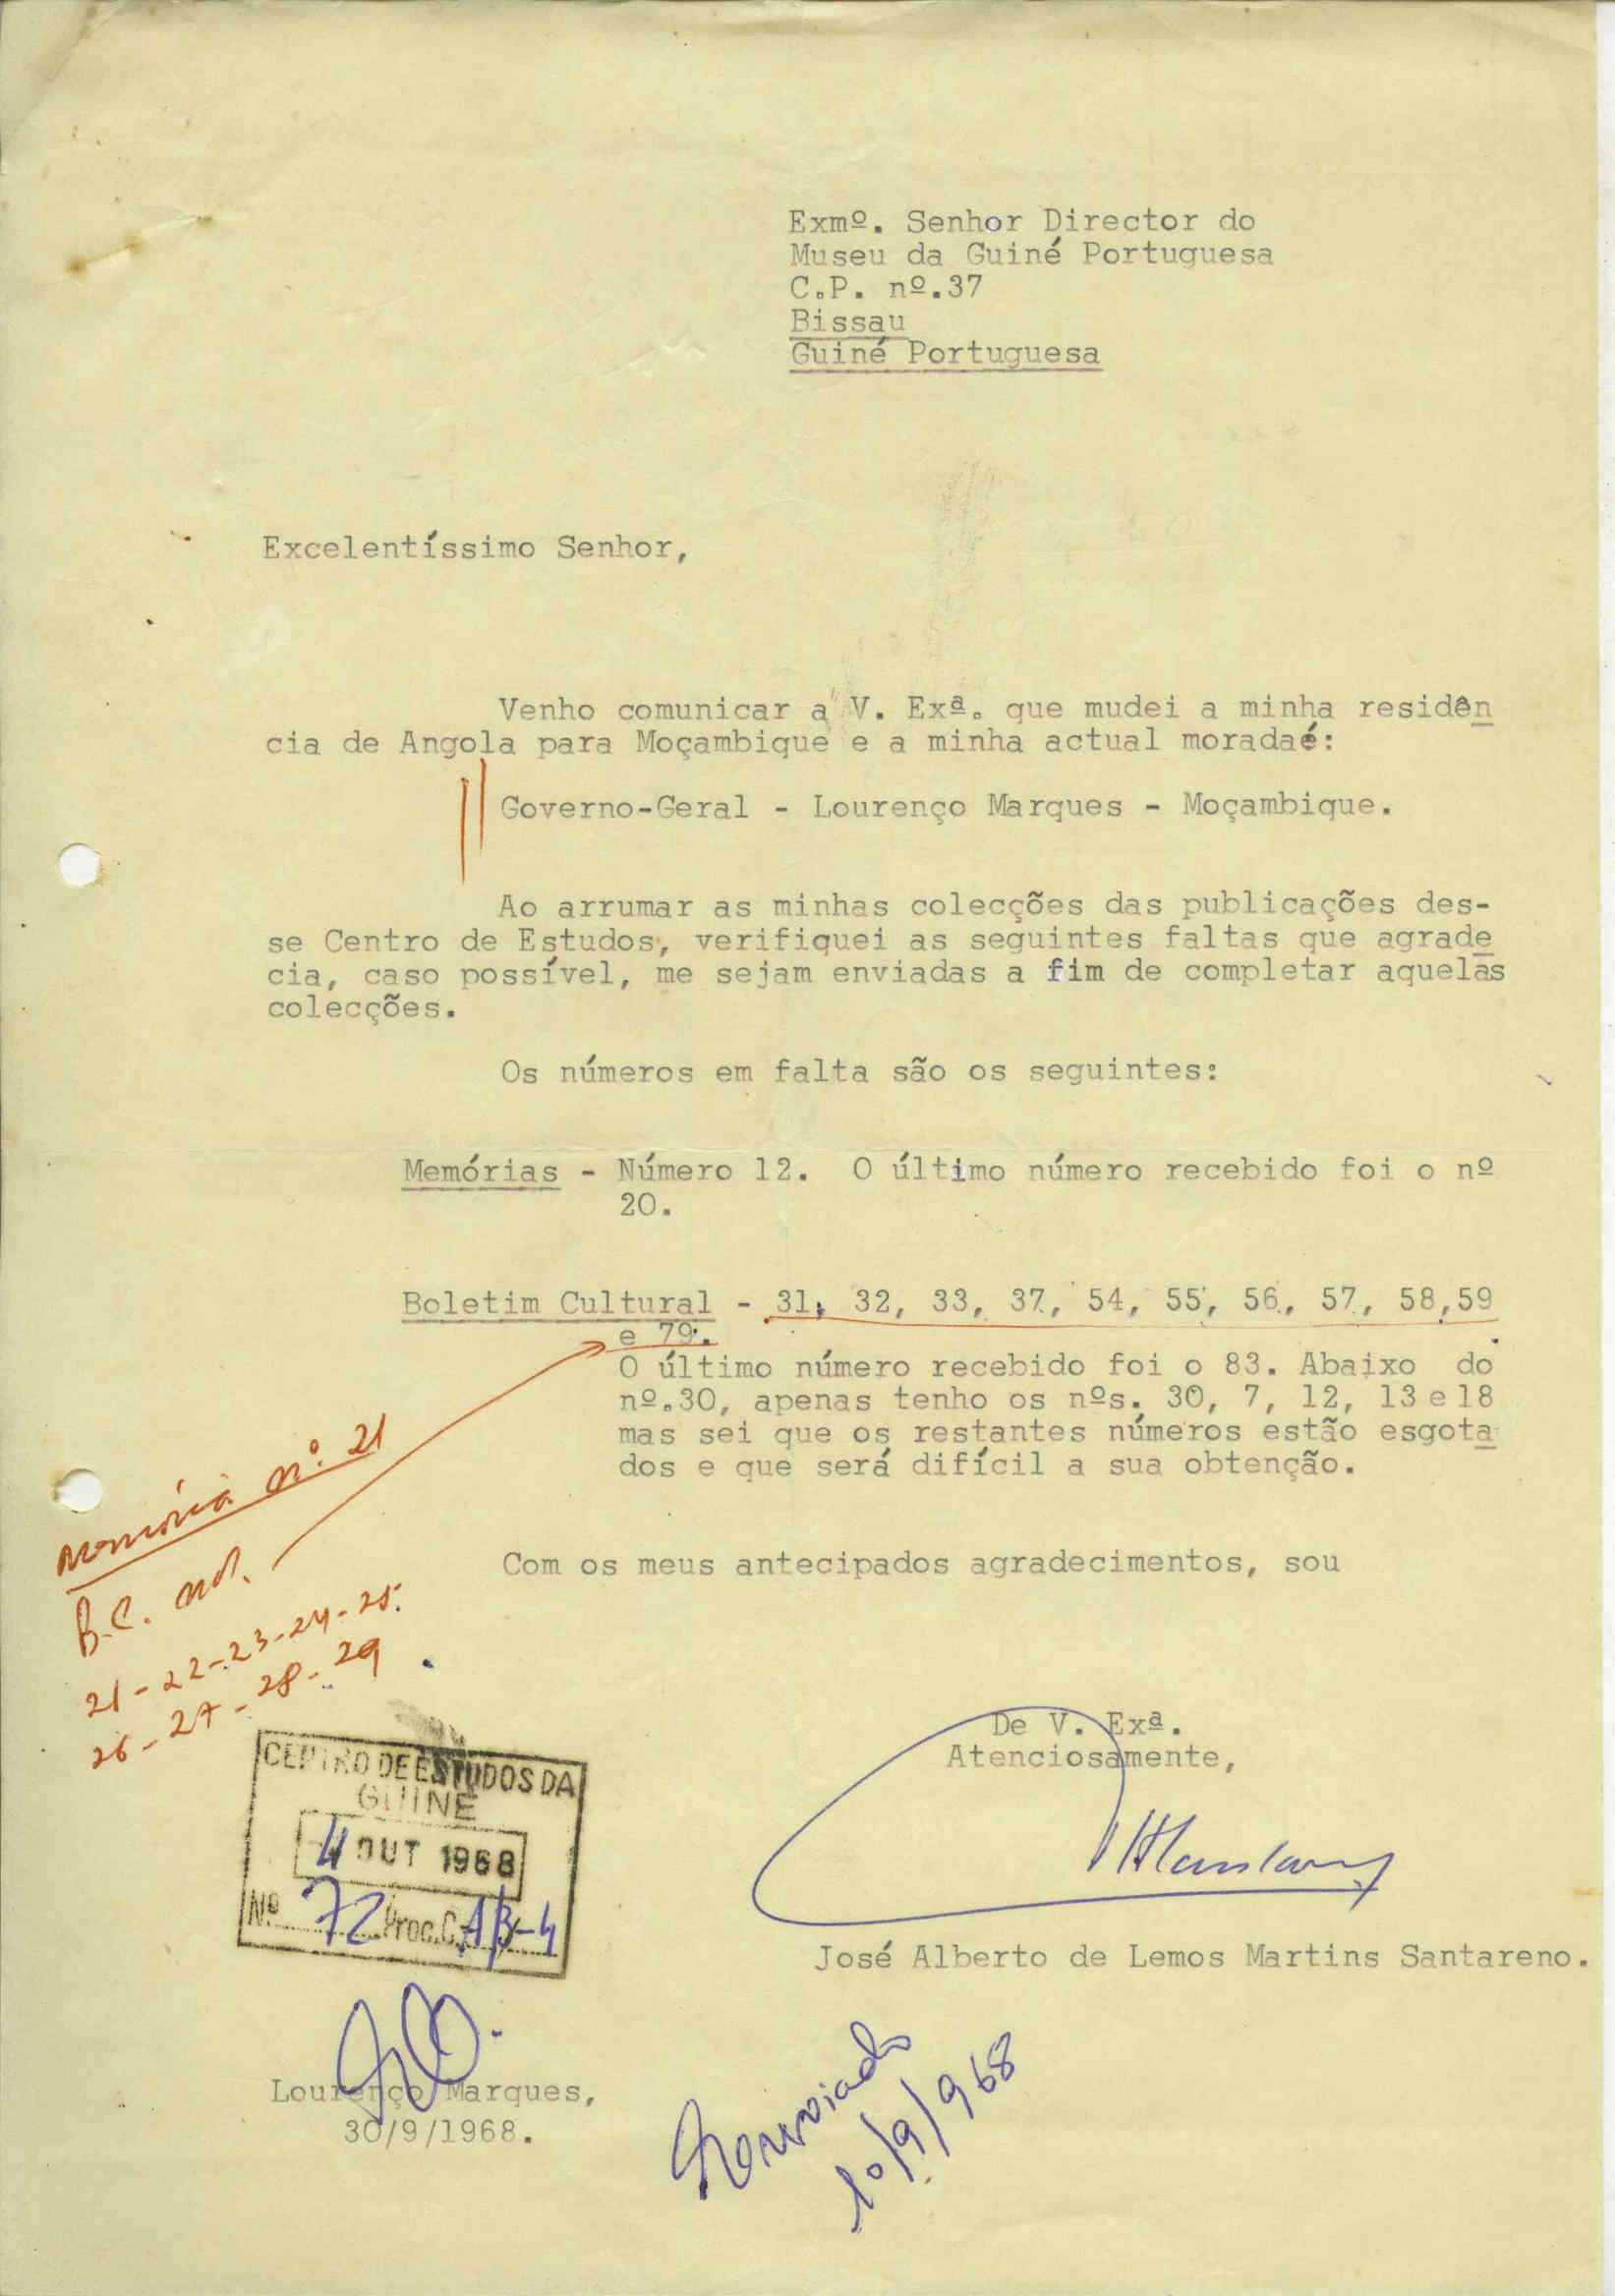 Exmº. Senhor Director do
Museu da Guiné Portuguesa
C.P. nº.37
Bissau
Guiné Portuguesa
Excelentíssimo Senhor,
Venho comunicar a V. Exª. que mudei a minha residên
cia de Angola para Moçambique e a minha actual moradaé:
Governo-Geral - Lourenço Marques - Moçambique.
Ao arrumar as minhas colecções das publicações des-
se Centro de Estudos, verifiquei as seguintes faltas que agrade
cia, caso possível, me sejam enviadas a fim de completar aquelas
colecções.
Os números em falta são os seguintes:
Memórias - Número 12. O último número recebido foi o nº
20.
Boletim Cultural - 31, 32, 33, 37, 54, 55, 56, 57, 58,59
e 79.
O último número recebido foi o 83. Abaixo do
nº.30, apenas tenho os nºs. 30, 7, 12, 13 e 18
mas sei que os restantes números estão esgota
dos e que será difícil a sua obtenção.
memória nº. 21
B.C. nºs.
21-22-23-24-25.
26-27-28-29
Com os meus antecipados agradecimentos, sou
De V. Exª.
Atenciosamente,
José Alberto de Lemos Martins Santareno.
CENTRO DE ESTUDOS DA
GUINÉ
4 OUT 1968
Nº 72 Proc.C. A/B-4
Lourenço Marques,
30/9/1968.
10/9/968